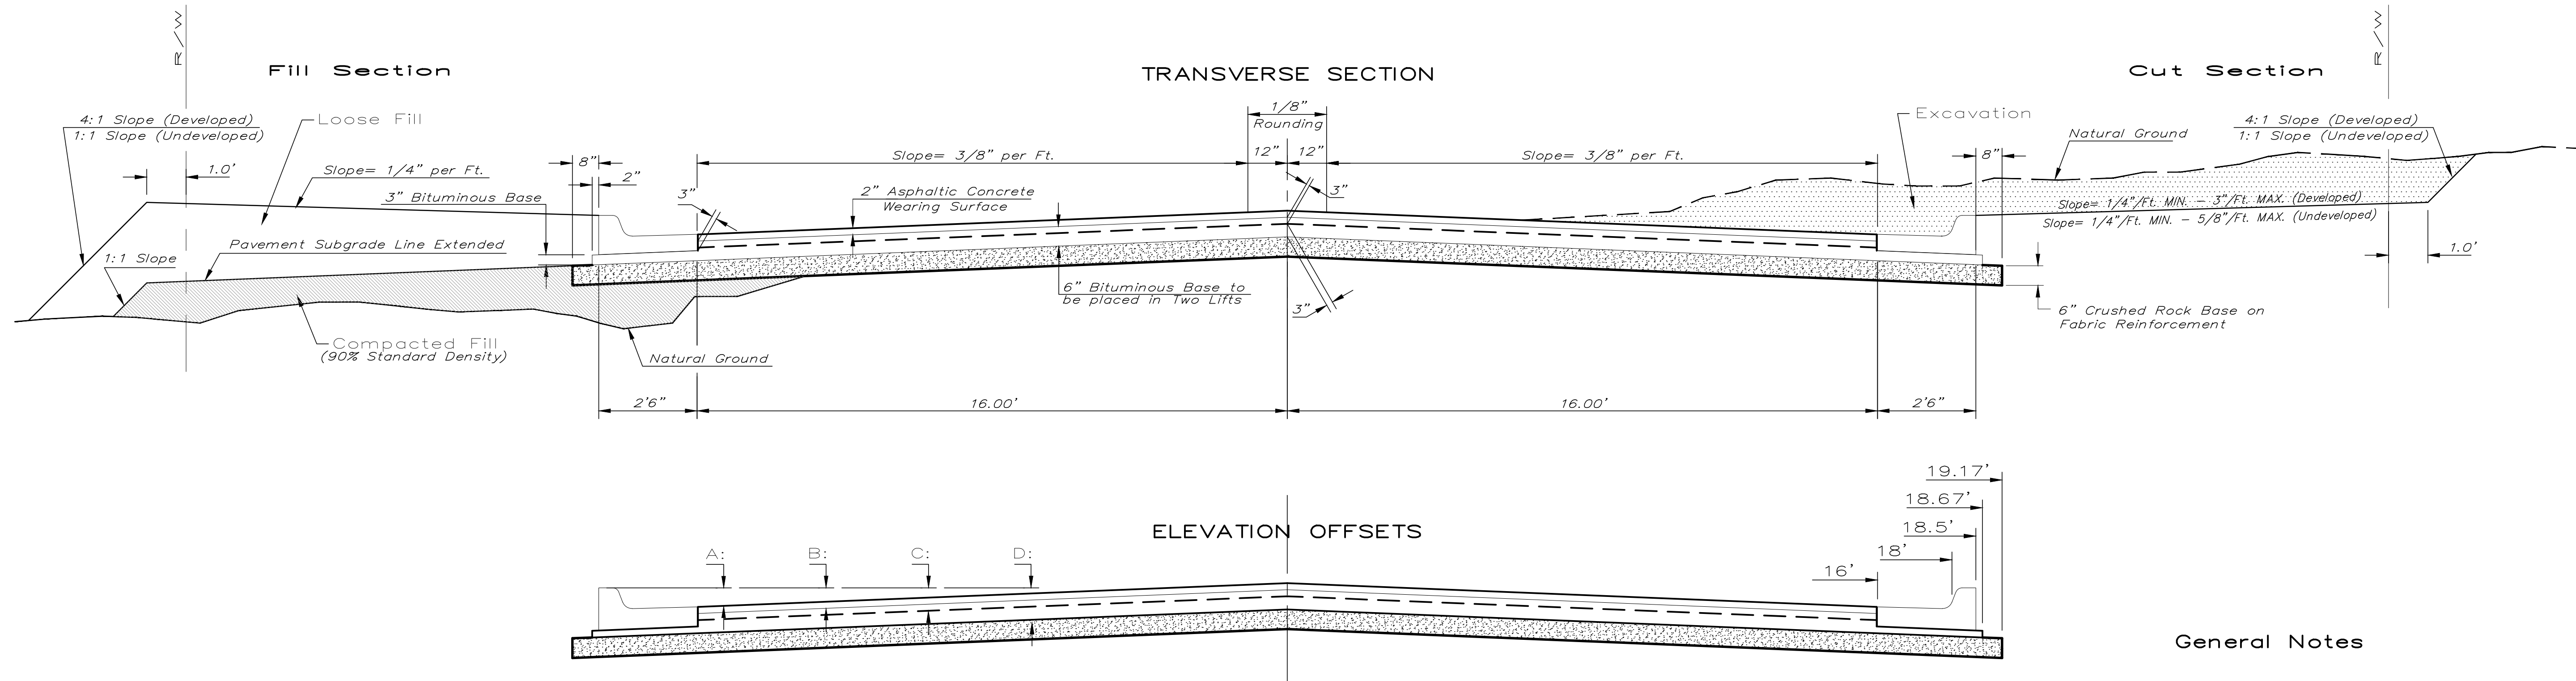 R/W
Fill Section
TRANSVERSE SECTION
Cut Section
R/W
4:1 Slope (Developed)
1:1 Slope (Undeveloped)
Loose Fill
1/8"
Rounding
Excavation
4:1 Slope (Developed)
1:1 Slope (Undeveloped)
Natural Ground
8"
Slope= 3/8" per Ft.
12"
12"
Slope= 3/8" per Ft.
8"
1.0'
Slope= 1/4" per Ft.
2"
3" Bituminous Base
3"
2" Asphaltic Concrete
Wearing Surface
3"
Slope= 1/4"/Ft. MIN. - 3"/Ft. MAX. (Developed)
Slope= 1/4"/Ft. MIN. - 5/8"/Ft. MAX. (Undeveloped)
Pavement Subgrade Line Extended
1:1 Slope
1.0'
6" Bituminous Base to
be placed in Two Lifts
3"
6" Crushed Rock Base on
Fabric Reinforcement
Compacted Fill
(90% Standard Density)
Natural Ground
2'6"
16.00'
16.00'
2'6"
19.17'
18.67'
18.5'
18'
16'
ELEVATION OFFSETS
A:
B:
C:
D:
General Notes